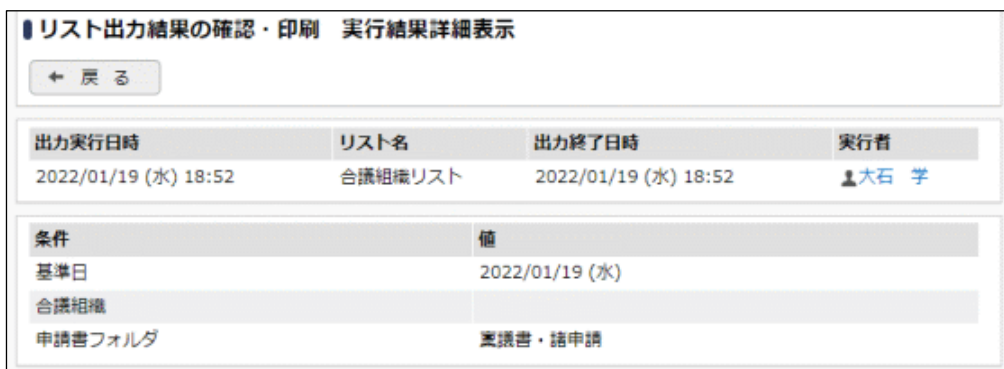 リスト出力結果の確認・印刷　実行結果詳細表示
戻 る
出力実行日時 リスト名 出力終了日時 実行者
2022/01/19 (水) 18:52 合議組織リスト 2022/01/19 (水) 18:52 大石　学
条件 値
基準日 2022/01/19 (水)
合議組織
申請書フォルダ 稟議書・諸申請